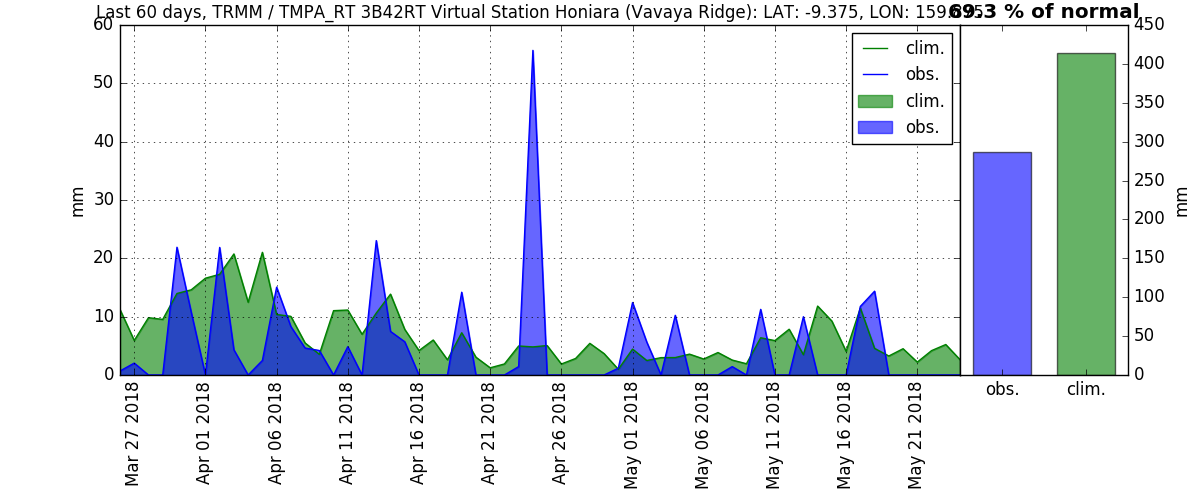 Last 60 days, TRMM / TMPA_RT 3B42RT Virtual Station Honiara (Vavaya Ridge): LAT: -9.375, LON:
69.3 % of normal
60
50
40
30
20
10
0
mm
clim.
obs.
clim.
obs.
450
400
350
300
250
200
150
100
50
0
mm
obs.
clim.
Mar 27 2018
Apr 01 2018
Apr 06 2018
Apr 11 2018
Apr 16 2018
Apr 21 2018
Apr 26 2018
May 01 2018
May 06 2018
May 11 2018
May 16 2018
May 21 2018